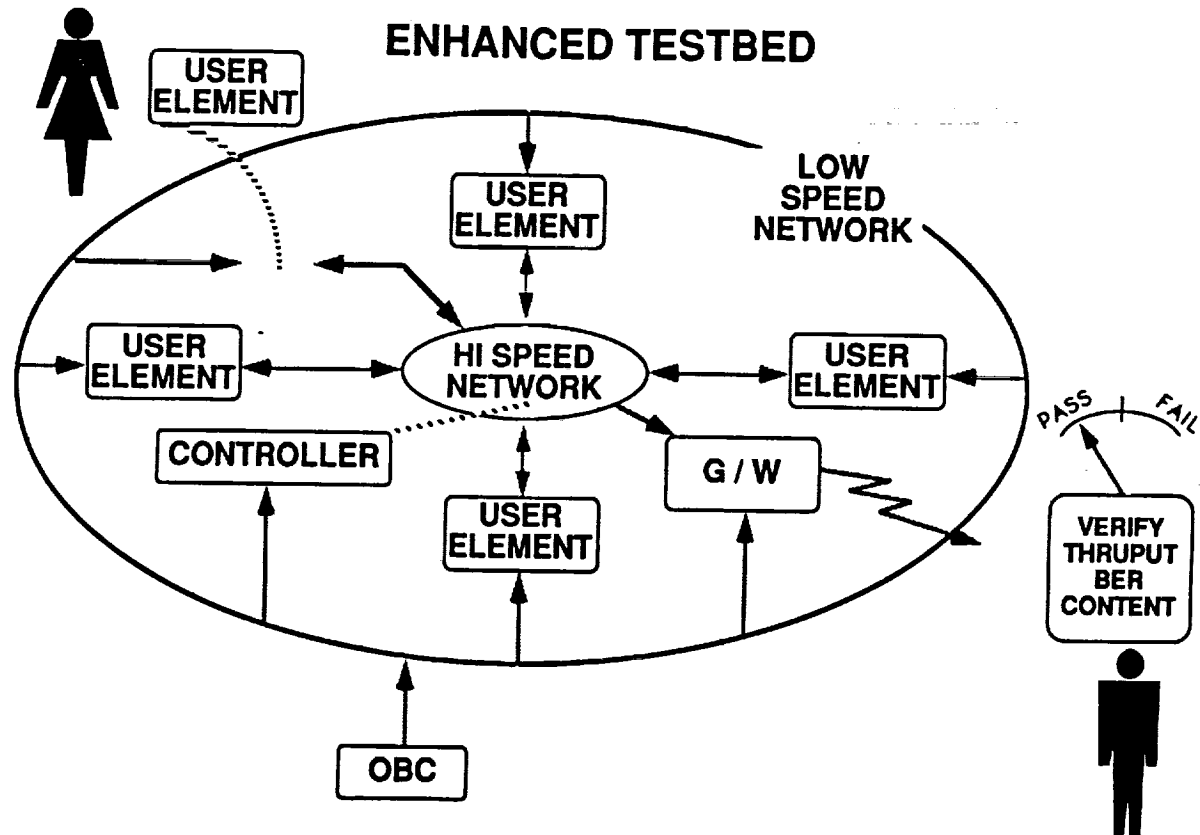 ENHANCED TESTBED
USER
ELEMENT
LOW
SPEED
NETWORK
USER
ELEMENT
USER
ELEMENT
HI SPEED
NETWORK
USER
ELEMENT
PASS
FAIL
CONTROLLER
G / W
USER
ELEMENT
VERIFY
THRUPUT
BER
CONTENT
OBC